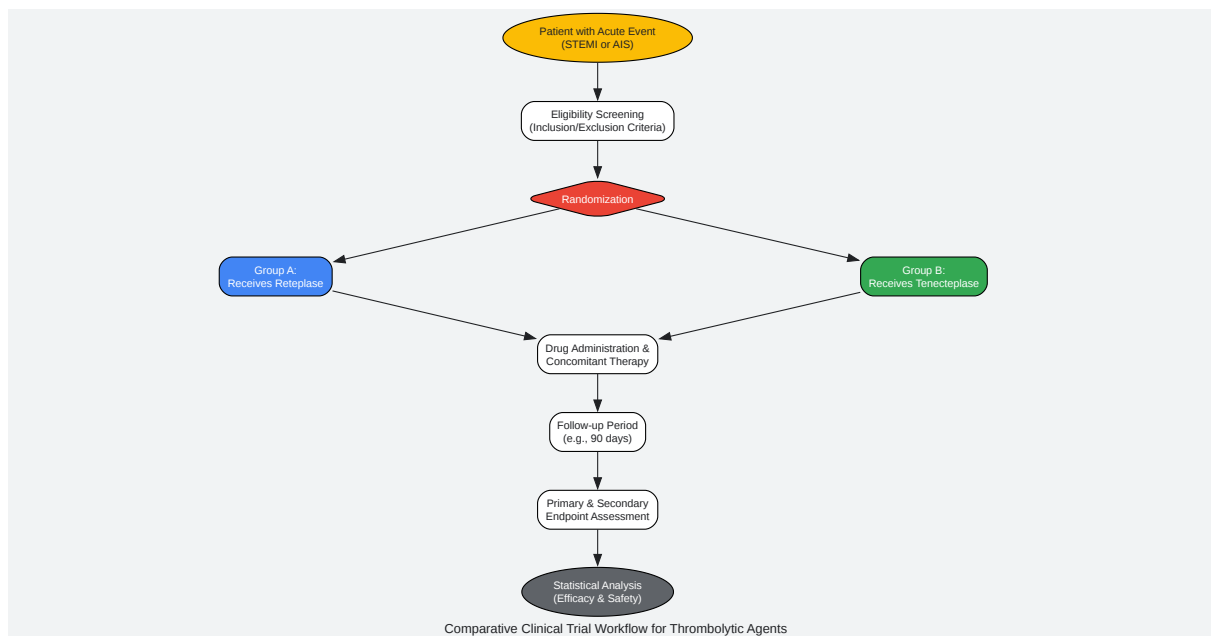 Patient with Acute Event
(STEMI or AIS)
Eligibility Screening
(Inclusion/Exclusion Criteria)
Randomization
Group A:
Receives Reteplase
Group B:
Receives Tenecteplase
Drug Administration &
Concomitant Therapy
Follow-up Period
(e.g., 90 days)
Primary & Secondary
Endpoint Assessment
Statistical Analysis
(Efficacy & Safety)
Comparative Clinical Trial Workflow for Thrombolytic Agents